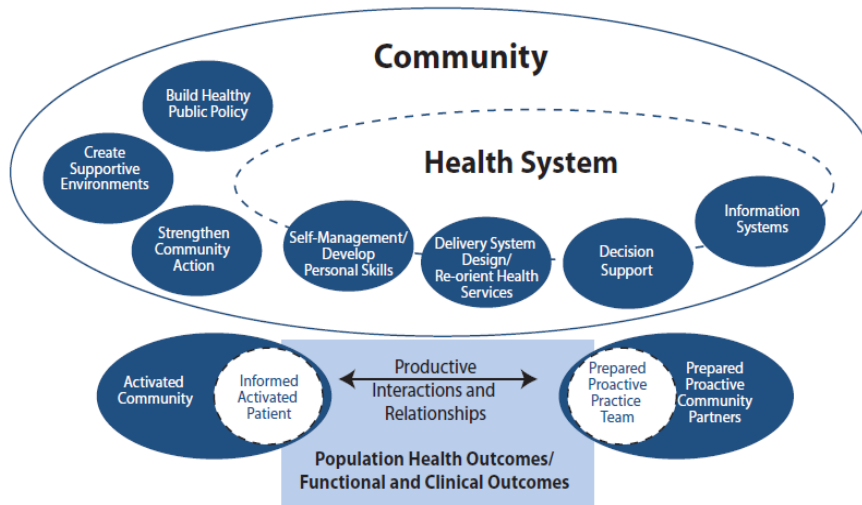 Community
Build Healthy
Public Policy
Health System
Create
Supportive
Environments
Strengthen
Community
Action
Self-Management/
Develop
Personal Skills
Delivery System
Design/
Re-orient Health
Services
Decision
Support
Information
Systems
Activated
Community
Informed
Activated
Patient
Productive
Interactions and
Relationships
Prepared
Proactive
Practice
Team
Prepared
Proactive
Community
Partners
Population Health Outcomes/
Functional and Clinical Outcomes